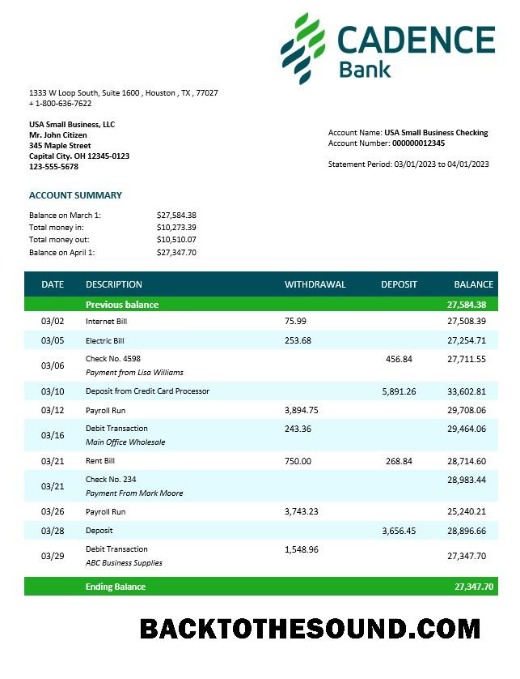 CADENCE
Bank
1333 W Loop South, Suite 1600 , Houston , TX , 77027
+ 1-800-636-7622
USA Small Business, LLC
Mr. John Citizen
345 Maple Street
Capital City. OH 12345-0123
123-555-5678
Account Name: USA Small Business Checking
Account Number: 000000012345
Statement Period: 03/01/2023 to 04/01/2023
ACCOUNT SUMMARY
Balance on March 1: $27,584.38
Total money in: $10,273.39
Total money out: $10,510.07
Balance on April 1: $27,347.70
DATE DESCRIPTION WITHDRAWAL DEPOSIT BALANCE
Previous balance 27,584.38
03/02 Internet Bill 75.99 27,508.39
03/05 Electric Bill 253.68 27,254.71
03/06 Check No. 4598 456.84 27,711.55
Payment from Lisa Williams
03/10 Deposit from Credit Card Processor 5,891.26 33,602.81
03/12 Payroll Run 3,894.75 29,708.06
03/16 Debit Transaction 243.36 29,464.06
Main Office Wholesale
03/21 Rent Bill 750.00 268.84 28,714.60
03/21 Check No. 234 28,983.44
Payment From Mark Moore
03/26 Payroll Run 3,743.23 25,240.21
03/28 Deposit 3,656.45 28,896.66
03/29 Debit Transaction 1,548.96 27,347.70
ABC Business Supplies
Ending Balance 27,347.70
BACKTOTHESOUND.COM